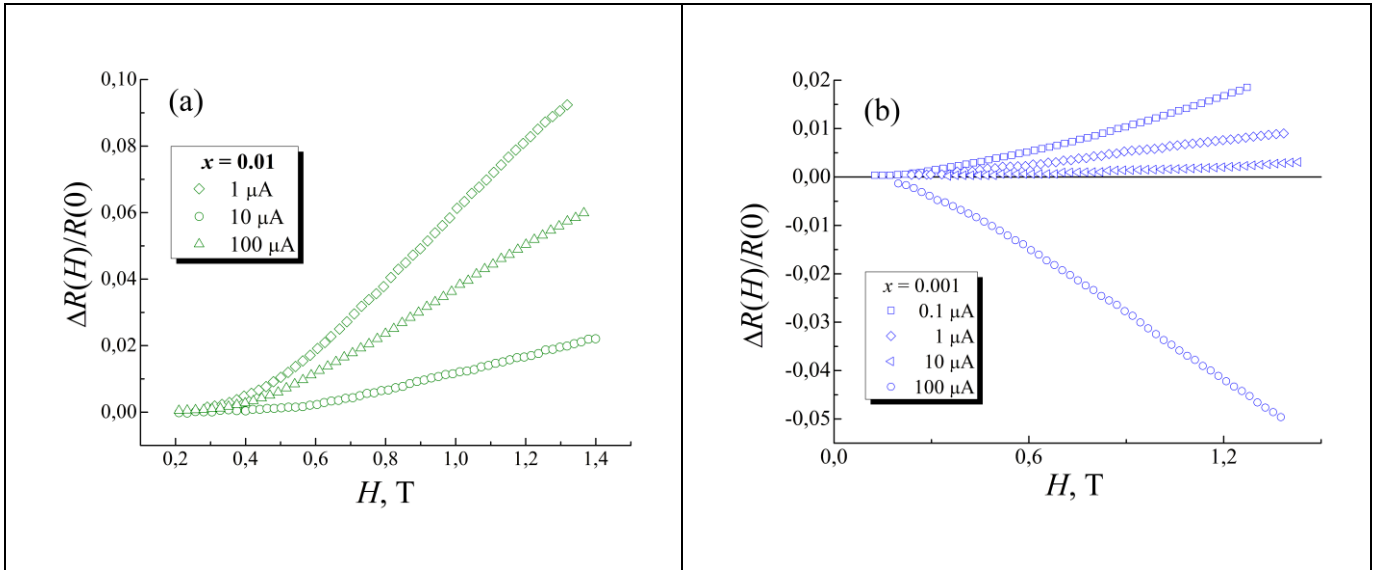 (a)
ΔR(H)/R(0)
0,10
0,08
0,06
0,04
0,02
0,00
x = 0.01
1 µA
10 µA
100 µA
0,2 0,4 0,6 0,8 1,0 1,2 1,4
H, T
(b)
ΔR(H)/R(0)
0,02
0,01
0,00
-0,01
-0,02
-0,03
-0,04
-0,05
x = 0.001
0.1 µA
1 µA
10 µA
100 µA
0,0 0,6 1,2
H, T